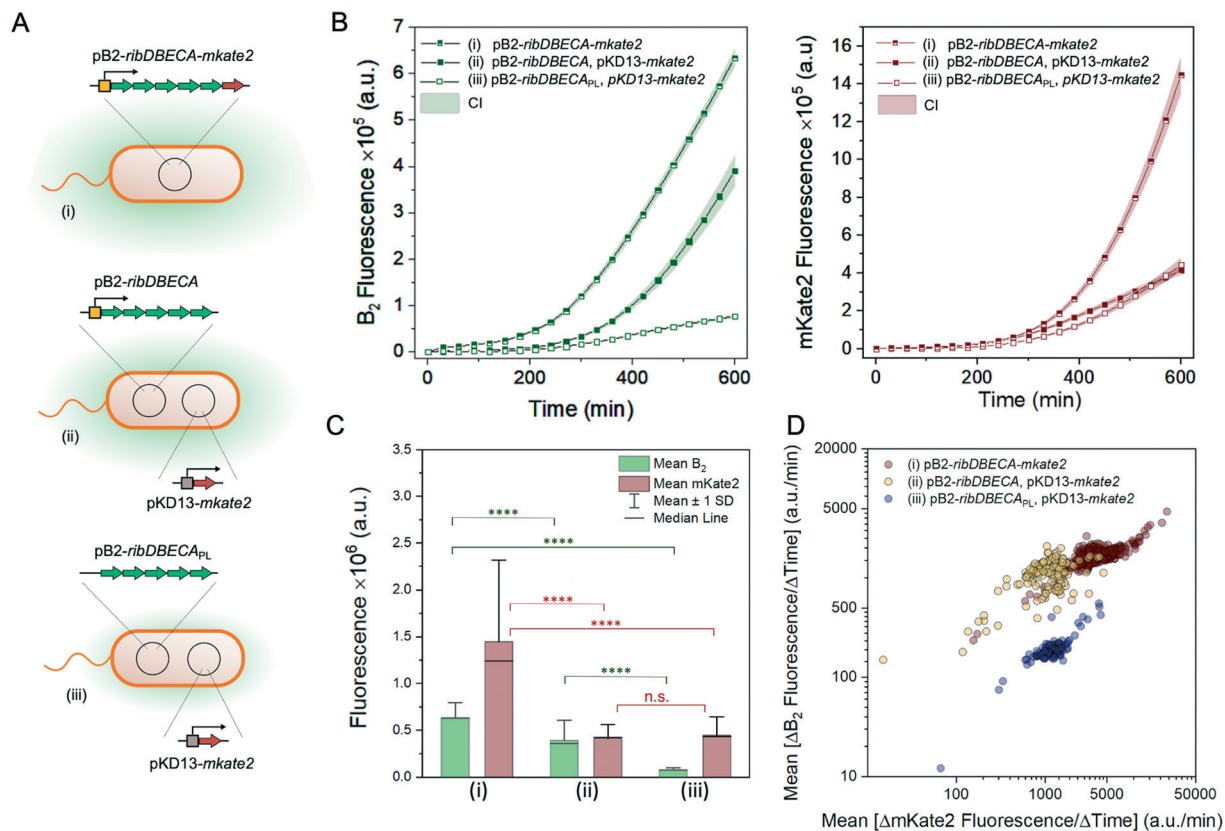 A
pB2-ribDBECA-mkate2
(i)
pB2-ribDBECA
(ii)
pKD13-mkate2
pB2-ribDBECAPL
(iii)
pKD13-mkate2
B
B2 Fluorescence ×10^5 (a.u.)
7
6
5
4
3
2
1
0
(i) pB2-ribDBECA-mkate2
(ii) pB2-ribDBECA, pKD13-mkate2
(iii) pB2-ribDBECAPL, pKD13-mkate2
CI
0
200
400
600
Time (min)
mKate2 Fluorescence ×10^5 (a.u)
16
14
12
10
8
6
4
2
0
(i) pB2-ribDBECA-mkate2
(ii) pB2-ribDBECA, pKD13-mkate2
(iii) pB2-ribDBECAPL, pKD13-mkate2
CI
0
200
400
600
Time (min)
C
Fluorescence ×10^6 (a.u.)
3.5
3.0
2.5
2.0
1.5
1.0
0.5
0.0
Mean B2
Mean mKate2
Mean ± 1 SD
Median Line
****
****
****
****
****
n.s.
(i)
(ii)
(iii)
D
Mean [ΔB2 Fluorescence/ΔTime] (a.u./min)
20000
5000
500
100
10
(i) pB2-ribDBECA-mkate2
(ii) pB2-ribDBECA, pKD13-mkate2
(iii) pB2-ribDBECAPL, pKD13-mkate2
100
1000
5000
50000
Mean [ΔmKate2 Fluorescence/ΔTime] (a.u./min)